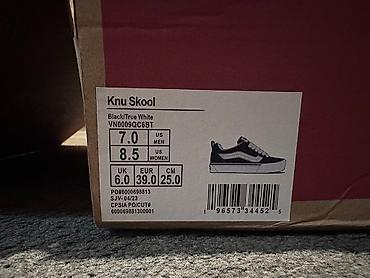 Knu Skool
Black/True White
VN0009QC6BT
7.0 US MEN
8.5 US WOMEN
UK EUR CM
6.0 39.0 25.0
PO#6000698813
SJV- 04/23
CPSIA PO/CUT#
600069881300001
1 96573 34452 5